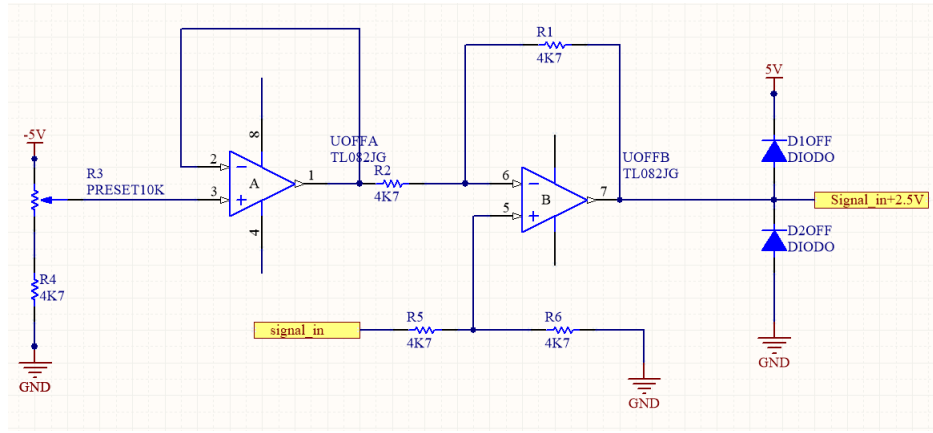 R1
4K7
5V
-5V
8
UOFFA
TL082JG
R2
4K7
UOFFB
TL082JG
D1OFF
DIODO
R3
PRESET10K
2
3
A
1
4
6
5
B
7
Signal_in+2.5V
D2OFF
DIODO
R4
4K7
signal_in
R5
4K7
R6
4K7
GND
GND
GND